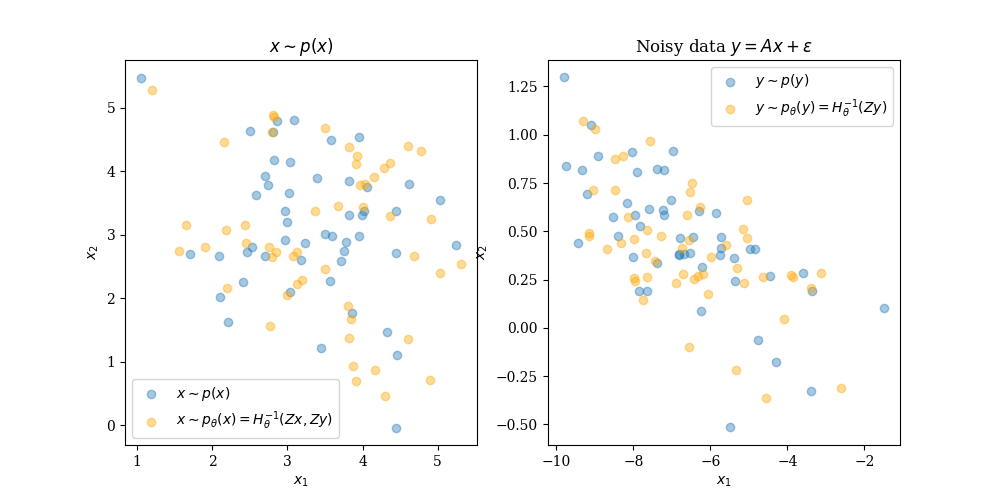 x ∼ p(x)
x₂
5
4
3
2
1
0
x ∼ p(x)
x ∼ p_θ(x) = H_θ^{-1}(Zx, Zy)
1 2 3 4 5
x₁
Noisy data y = Ax + ε
x₂
1.25
1.00
0.75
0.50
0.25
0.00
−0.25
−0.50
y ∼ p(y)
y ∼ p_θ(y) = H_θ^{-1}(Zy)
−10 −8 −6 −4 −2
x₁